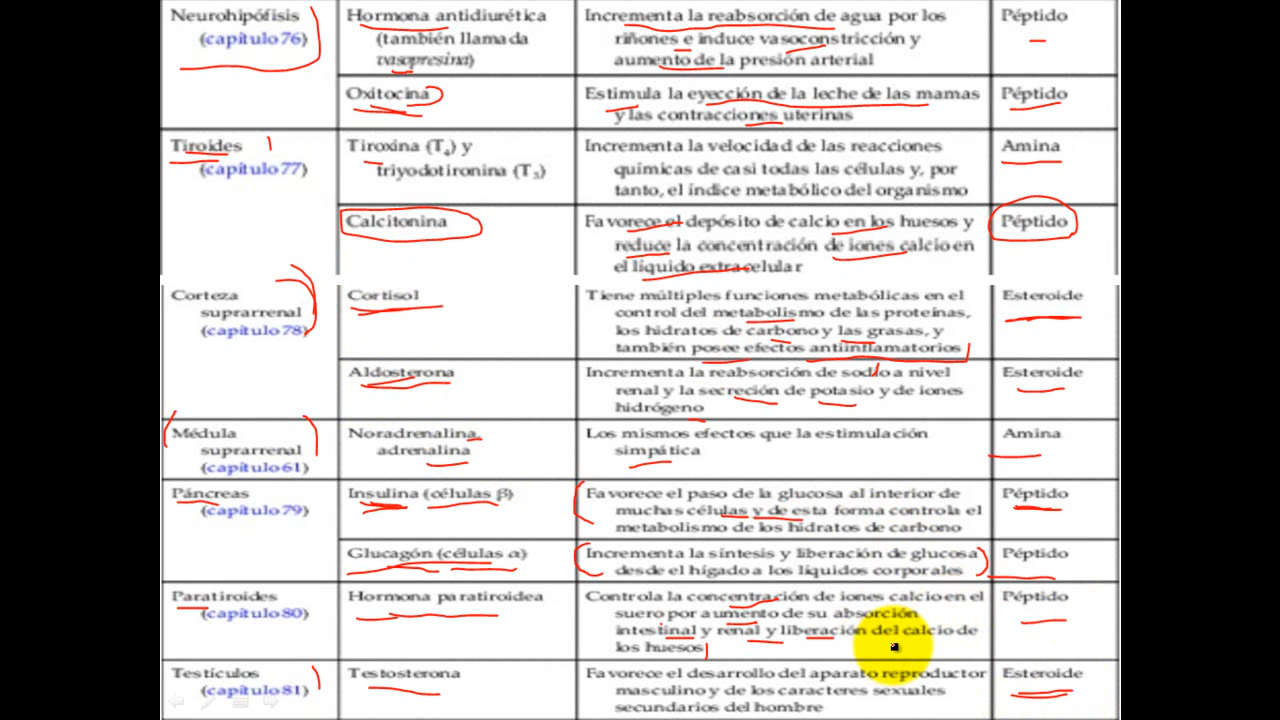 Neurohipófisis
(capítulo 76)
Hormona antidiurética
(también llamada
vasopresina)
Incrementa la reabsorción de agua por los
riñones e induce vasoconstricción y
aumento de la presión arterial
Péptido
Oxitocina
Estimula la eyección de la leche de las mamas
y las contracciones uterinas
Péptido
Tiroides
(capítulo 77)
Tiroxina (T4) y
triyodotironina (T3)
Incrementa la velocidad de las reacciones
químicas de casi todas las células y, por
tanto, el índice metabólico del organismo
Amina
Calcitonina
Favorece el depósito de calcio en los huesos y
reduce la concentración de iones calcio en
el líquido extracelular
Péptido
Corteza
suprarrenal
(capítulo 78)
Cortisol
Tiene múltiples funciones metabólicas en el
control del metabolismo de las proteínas,
los hidratos de carbono y las grasas, y
también posee efectos antiinflamatorios
Esteroide
Aldosterona
Incrementa la reabsorción de sodio a nivel
renal y la secreción de potasio y de iones
hidrógeno
Esteroide
Médula
suprarrenal
(capítulo 61)
Noradrenalina,
adrenalina
Los mismos efectos que la estimulación
simpática
Amina
Páncreas
(capítulo 79)
Insulina (células β)
Favorece el paso de la glucosa al interior de
muchas células y de esta forma controla el
metabolismo de los hidratos de carbono
Péptido
Glucagón (células α)
Incrementa la síntesis y liberación de glucosa
desde el hígado a los líquidos corporales
Péptido
Paratiroides
(capítulo 80)
Hormona paratiroidea
Controla la concentración de iones calcio en el
suero por aumento de su absorción
intestinal y renal y liberación del calcio de
los huesos
Péptido
Testículos
(capítulo 81)
Testosterona
Favorece el desarrollo del aparato reproductor
masculino y de los caracteres sexuales
secundarios del hombre
Esteroide